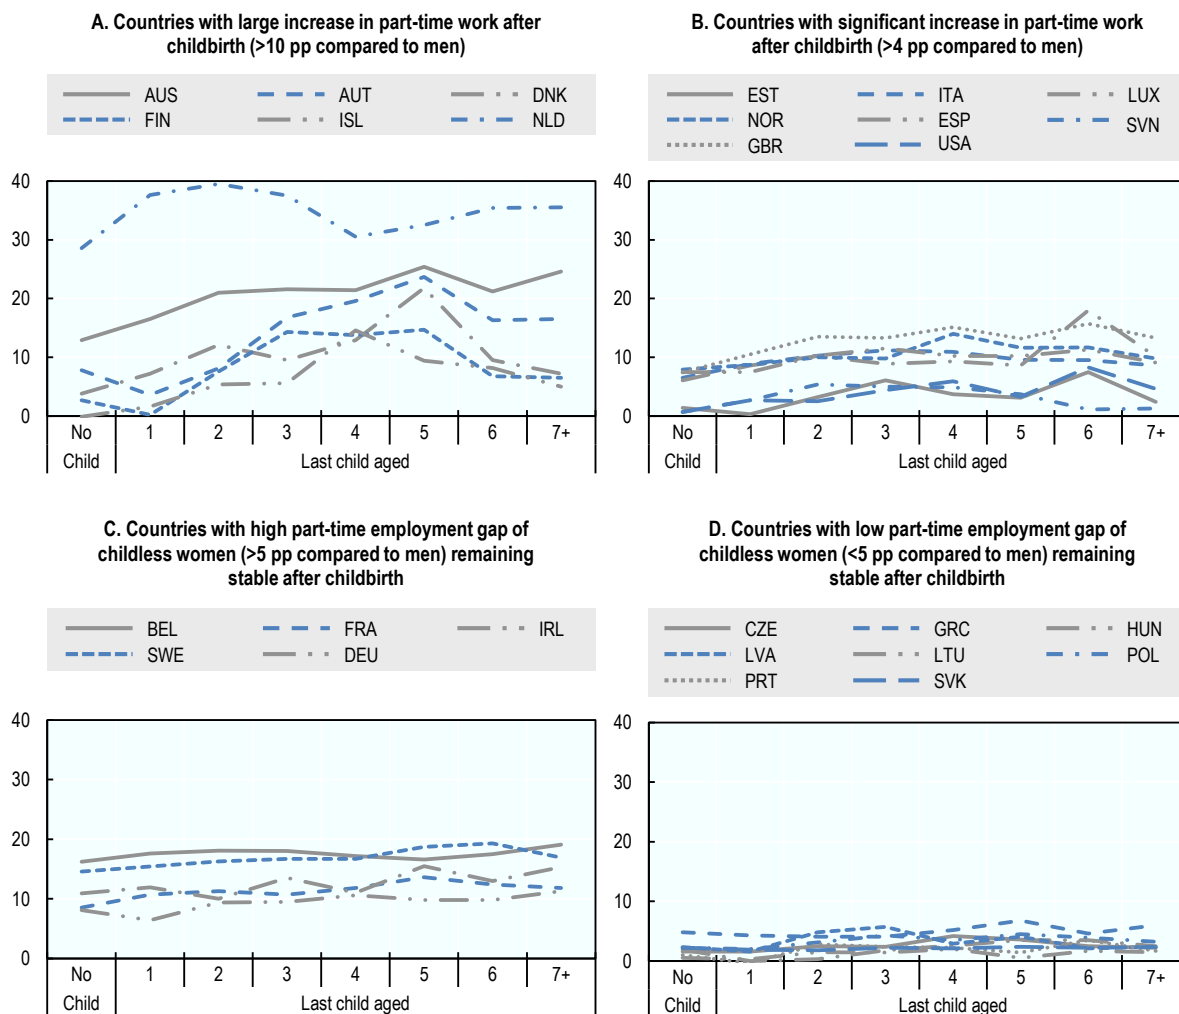 A. Countries with large increase in part-time work after
childbirth (>10 pp compared to men)
AUS AUT DNK
FIN ISL NLD
40
30
20
10
0
No 1 2 3 4 5 6 7+
Child Last child aged
B. Countries with significant increase in part-time work
after childbirth (>4 pp compared to men)
EST ITA LUX
NOR ESP SVN
GBR USA
40
30
20
10
0
No 1 2 3 4 5 6 7+
Child Last child aged
C. Countries with high part-time employment gap of
childless women (>5 pp compared to men) remaining
stable after childbirth
BEL FRA IRL
SWE DEU
40
30
20
10
0
No 1 2 3 4 5 6 7+
Child Last child aged
D. Countries with low part-time employment gap of
childless women (<5 pp compared to men) remaining
stable after childbirth
CZE GRC HUN
LVA LTU POL
PRT SVK
40
30
20
10
0
No 1 2 3 4 5 6 7+
Child Last child aged